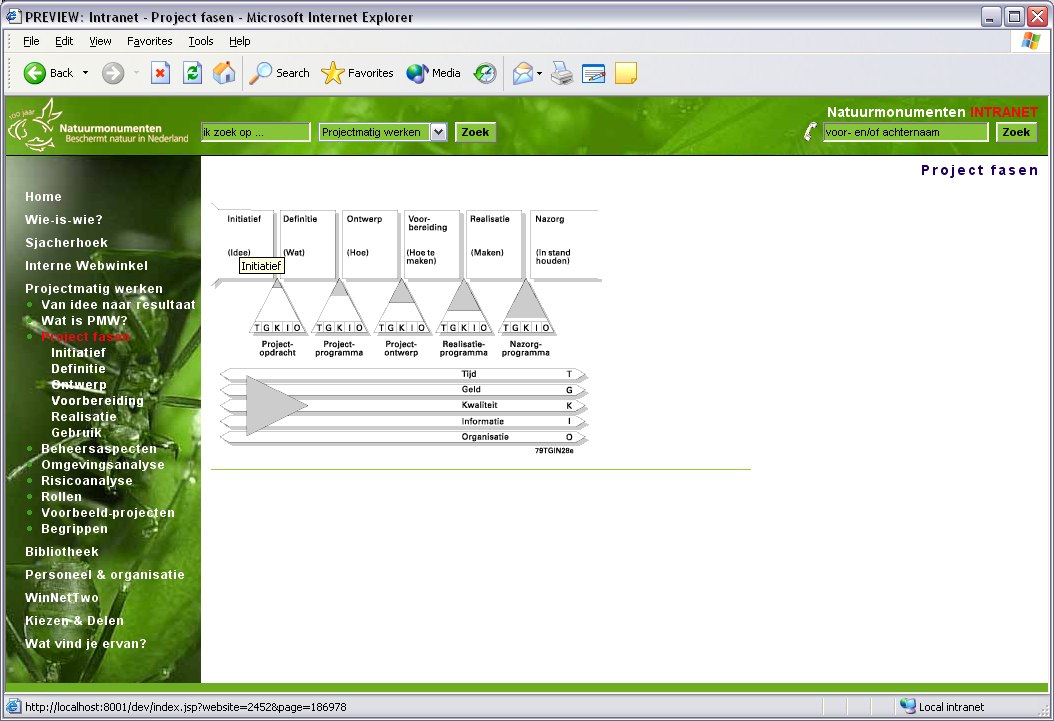 PREVIEW: Intranet - Project fasen - Microsoft Internet Explorer
File Edit View Favorites Tools Help
Back Search Favorites Media
100 jaar
Natuurmonumenten
Beschermt natuur in Nederland
ik zoek op ... Projectmatig werken Zoek
Natuurmonumenten INTRANET
voor- en/of achternaam Zoek
Project fasen
Home
Wie-is-wie?
Sjacherhoek
Interne Webwinkel
Projectmatig werken
Van idee naar resultaat
Wat is PMW?
Project fasen
Initiatief
Definitie
Ontwerp
Voorbereiding
Realisatie
Gebruik
Beheersaspecten
Omgevingsanalyse
Risicoanalyse
Rollen
Voorbeeld-projecten
Begrippen
Bibliotheek
Personeel & organisatie
WinNetTwo
Kiezen & Delen
Wat vind je ervan?
Initiatief Definitie Ontwerp Voor- Realisatie Nazorg
bereiding
(Idee) (Wat) (Hoe) (Hoe te (Maken) (In stand
maken) houden)
Initiatief
T G K I O T G K I O T G K I O T G K I O T G K I O
Project- Project- Project- Realisatie- Nazorg-
opdracht programma ontwerp programma programma
Tijd T
Geld G
Kwaliteit K
Informatie I
Organisatie O
79TGIN28e
http://localhost:8001/dev/index.jsp?website=2452&page=186978
Local intranet